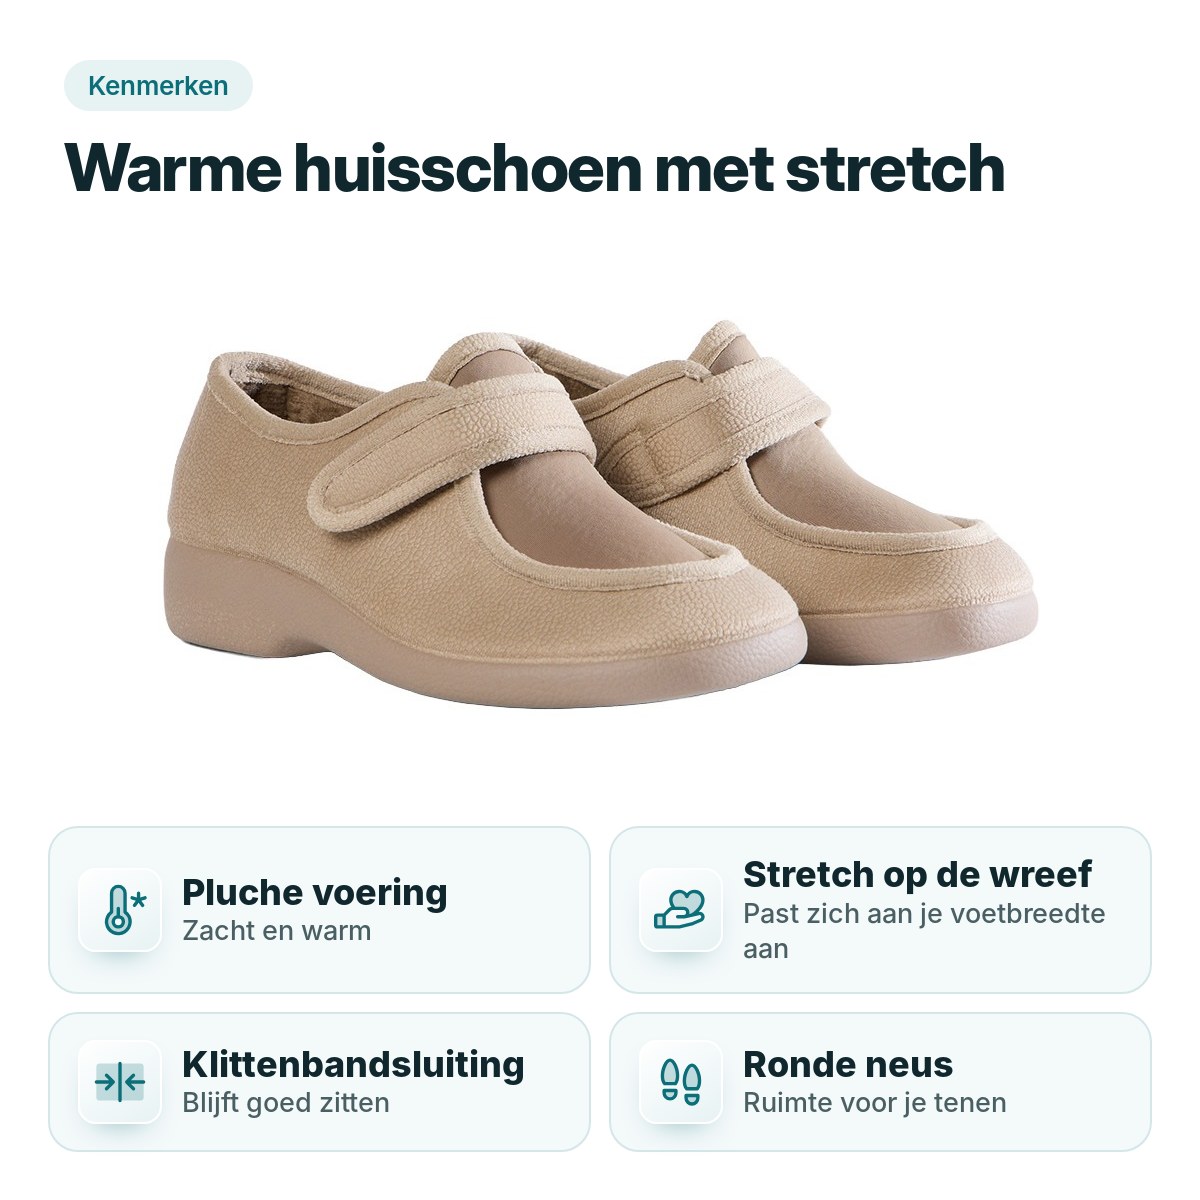 Kenmerken
Warme huisschoen met stretch
Pluche voering
Zacht en warm
Stretch op de wreef
Past zich aan je voetbreedte
aan
Klittenbandsluiting
Blijft goed zitten
Ronde neus
Ruimte voor je tenen